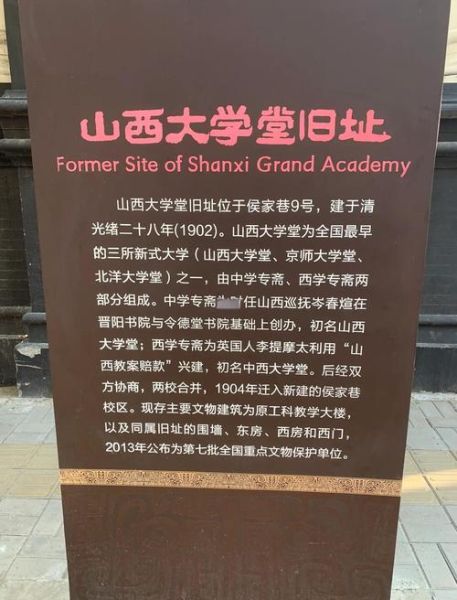 山西大学堂旧址
Former Site of Shanxi Grand Academy
山西大学堂旧址位于侯家巷9号，建于清
光绪二十八年(1902)。山西大学堂为全国最早
的三所新式大学（山西大学堂、京师大学堂、
北洋大学堂）之一，由中学专斋、西学专斋两
部分组成。中学专斋时任山西巡抚岑春煊在
晋阳书院与令德堂书院基础上创办，初名山西
大学堂；西学专斋为英国人李提摩太利用“山
西教案赔款”兴建，初名中西大学堂。后经双
方协商，两校合并，1904年迁入新建的侯家巷
校区。现存主要文物建筑为原工科教学大楼，
以及同属旧址的围墙、东房、西房和西门，
2013年公布为第七批全国重点文物保护单位。